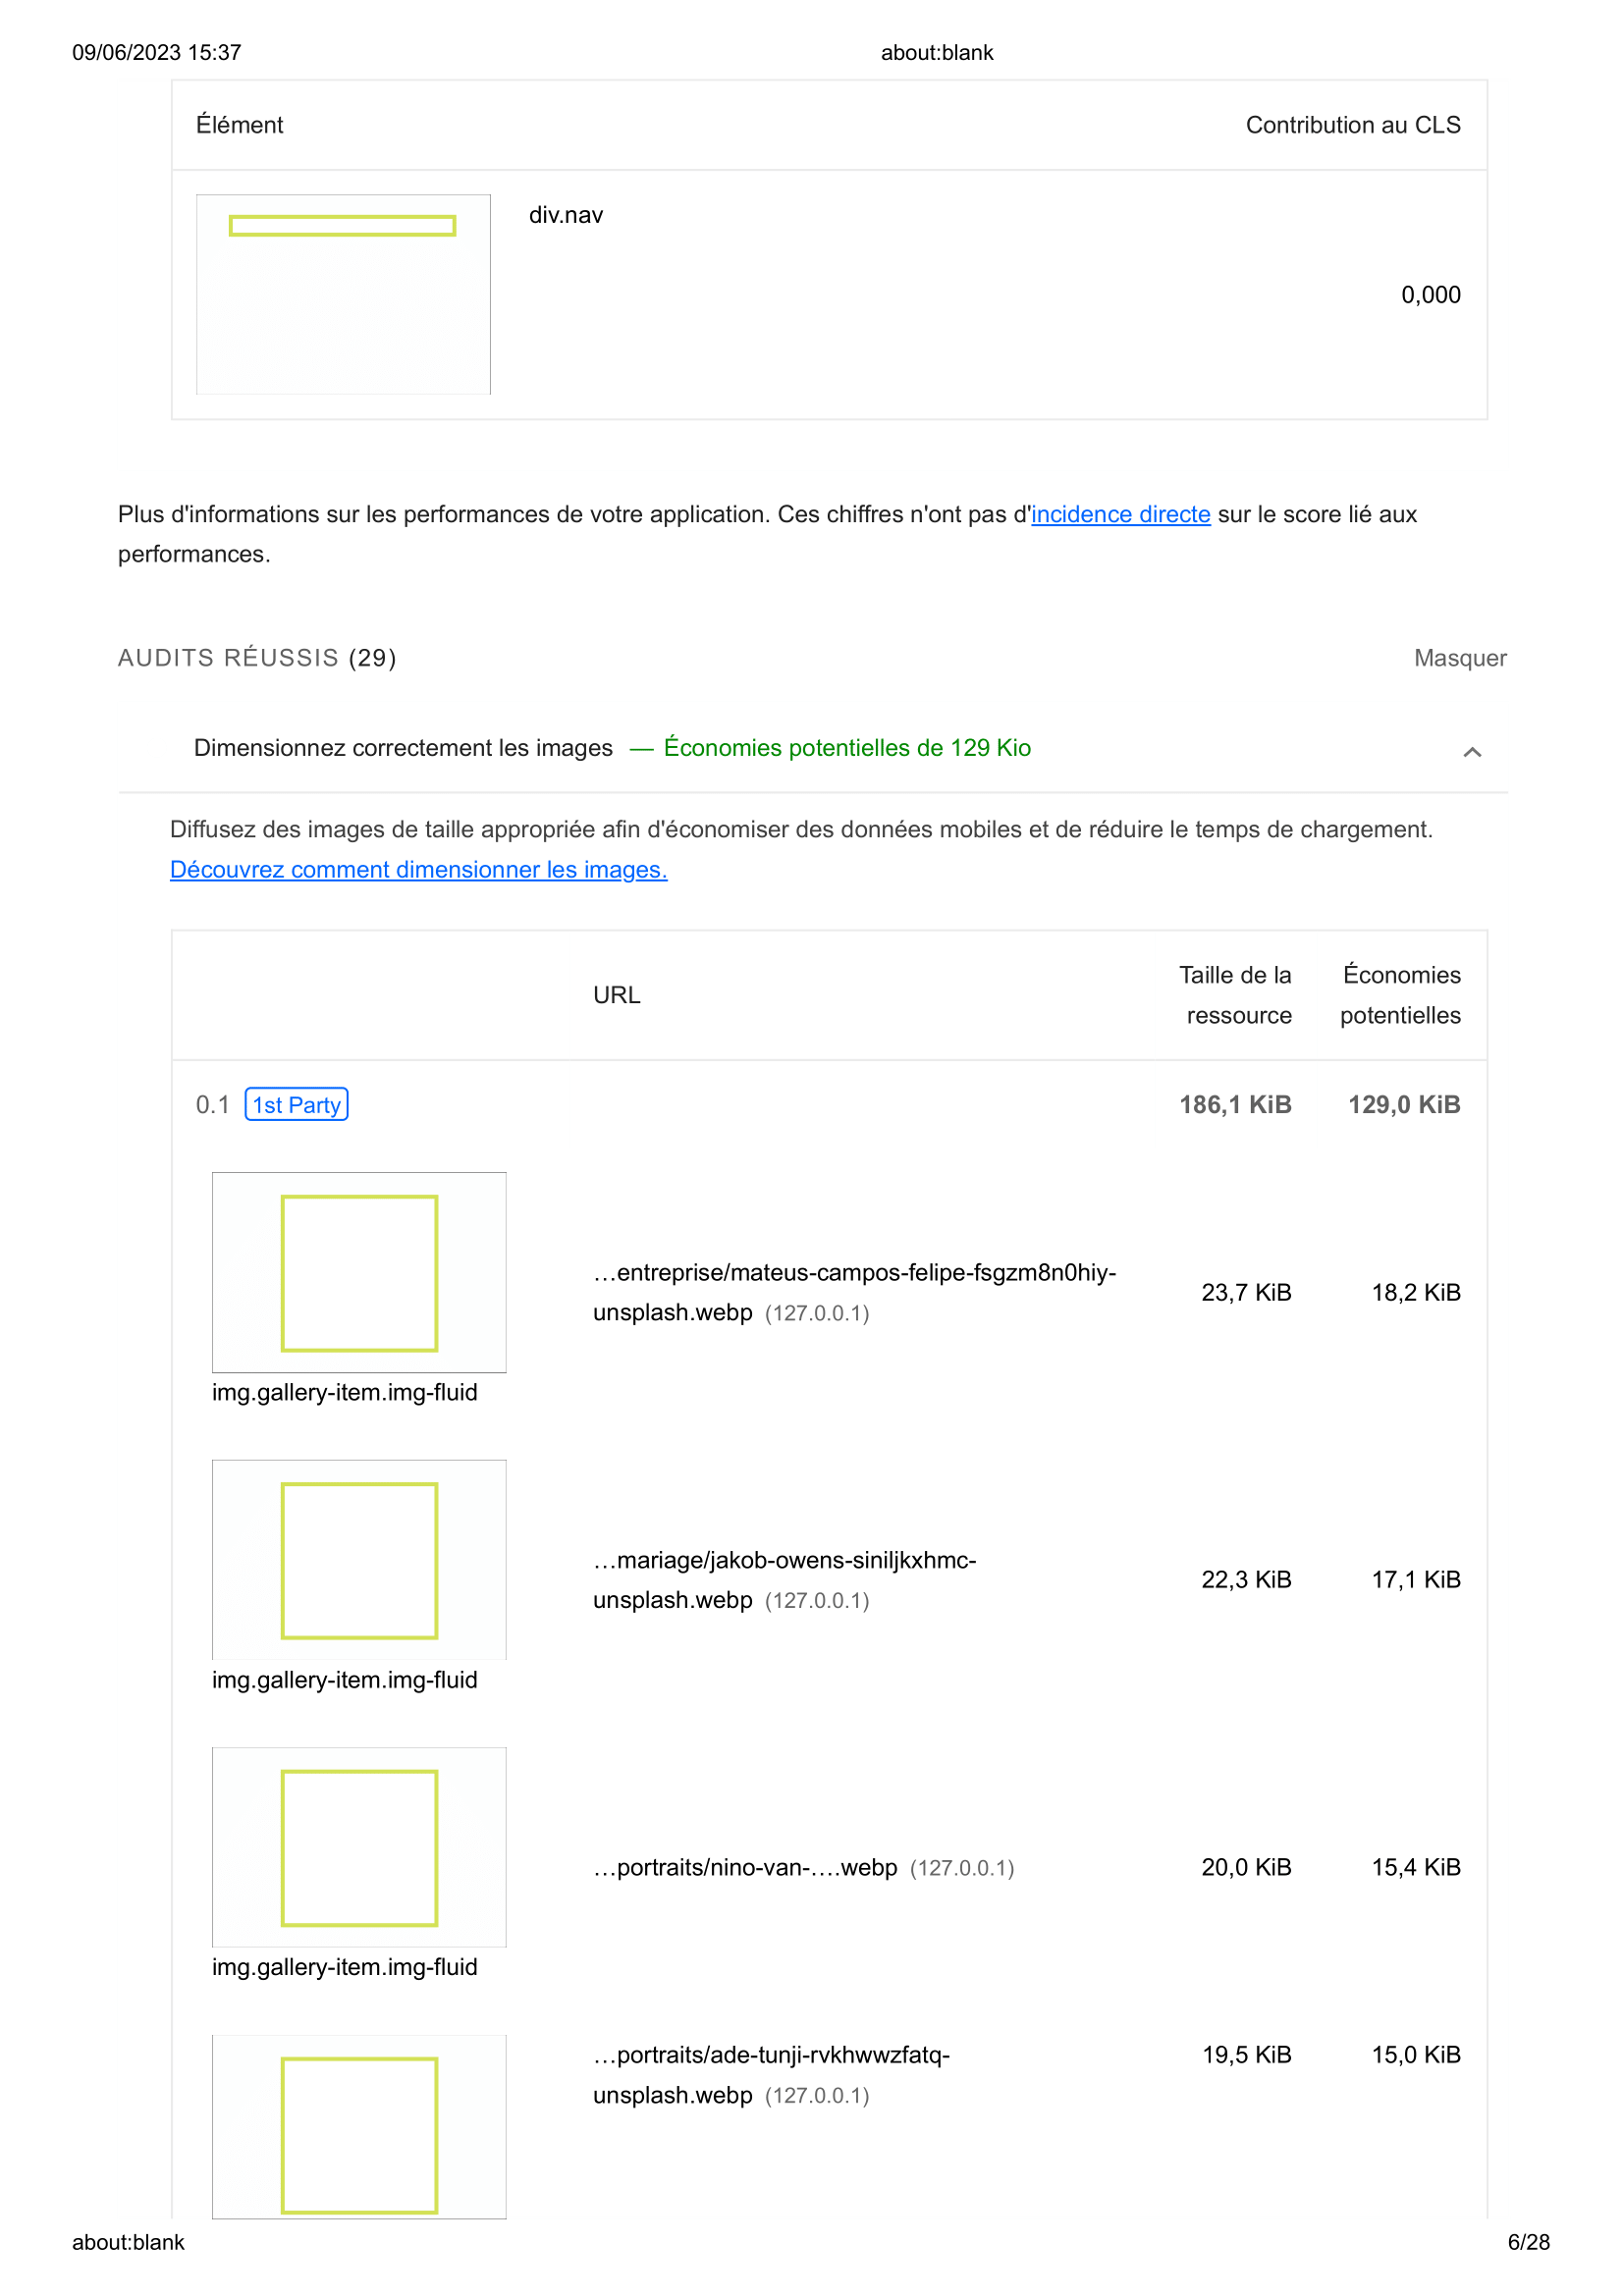 09/06/2023 15:37
about:blank
Élément
Contribution au CLS
div.nav
0,000
Plus d'informations sur les performances de votre application. Ces chiffres n'ont pas d'incidence directe sur le score lié aux
performances.
AUDITS RÉUSSIS (29)
Masquer
Dimensionnez correctement les images — Économies potentielles de 129 Kio
Diffusez des images de taille appropriée afin d'économiser des données mobiles et de réduire le temps de chargement.
Découvrez comment dimensionner les images.
URL
Taille de la
ressource
Économies
potentielles
0.1 1st Party
186,1 KiB
129,0 KiB
…entreprise/mateus-campos-felipe-fsgzm8n0hiy-
unsplash.webp (127.0.0.1)
23,7 KiB
18,2 KiB
img.gallery-item.img-fluid
…mariage/jakob-owens-siniljkxhmc-
unsplash.webp (127.0.0.1)
22,3 KiB
17,1 KiB
img.gallery-item.img-fluid
…portraits/nino-van-….webp (127.0.0.1)
20,0 KiB
15,4 KiB
img.gallery-item.img-fluid
…portraits/ade-tunji-rvkhwwzfatq-
unsplash.webp (127.0.0.1)
19,5 KiB
15,0 KiB
about:blank
6/28